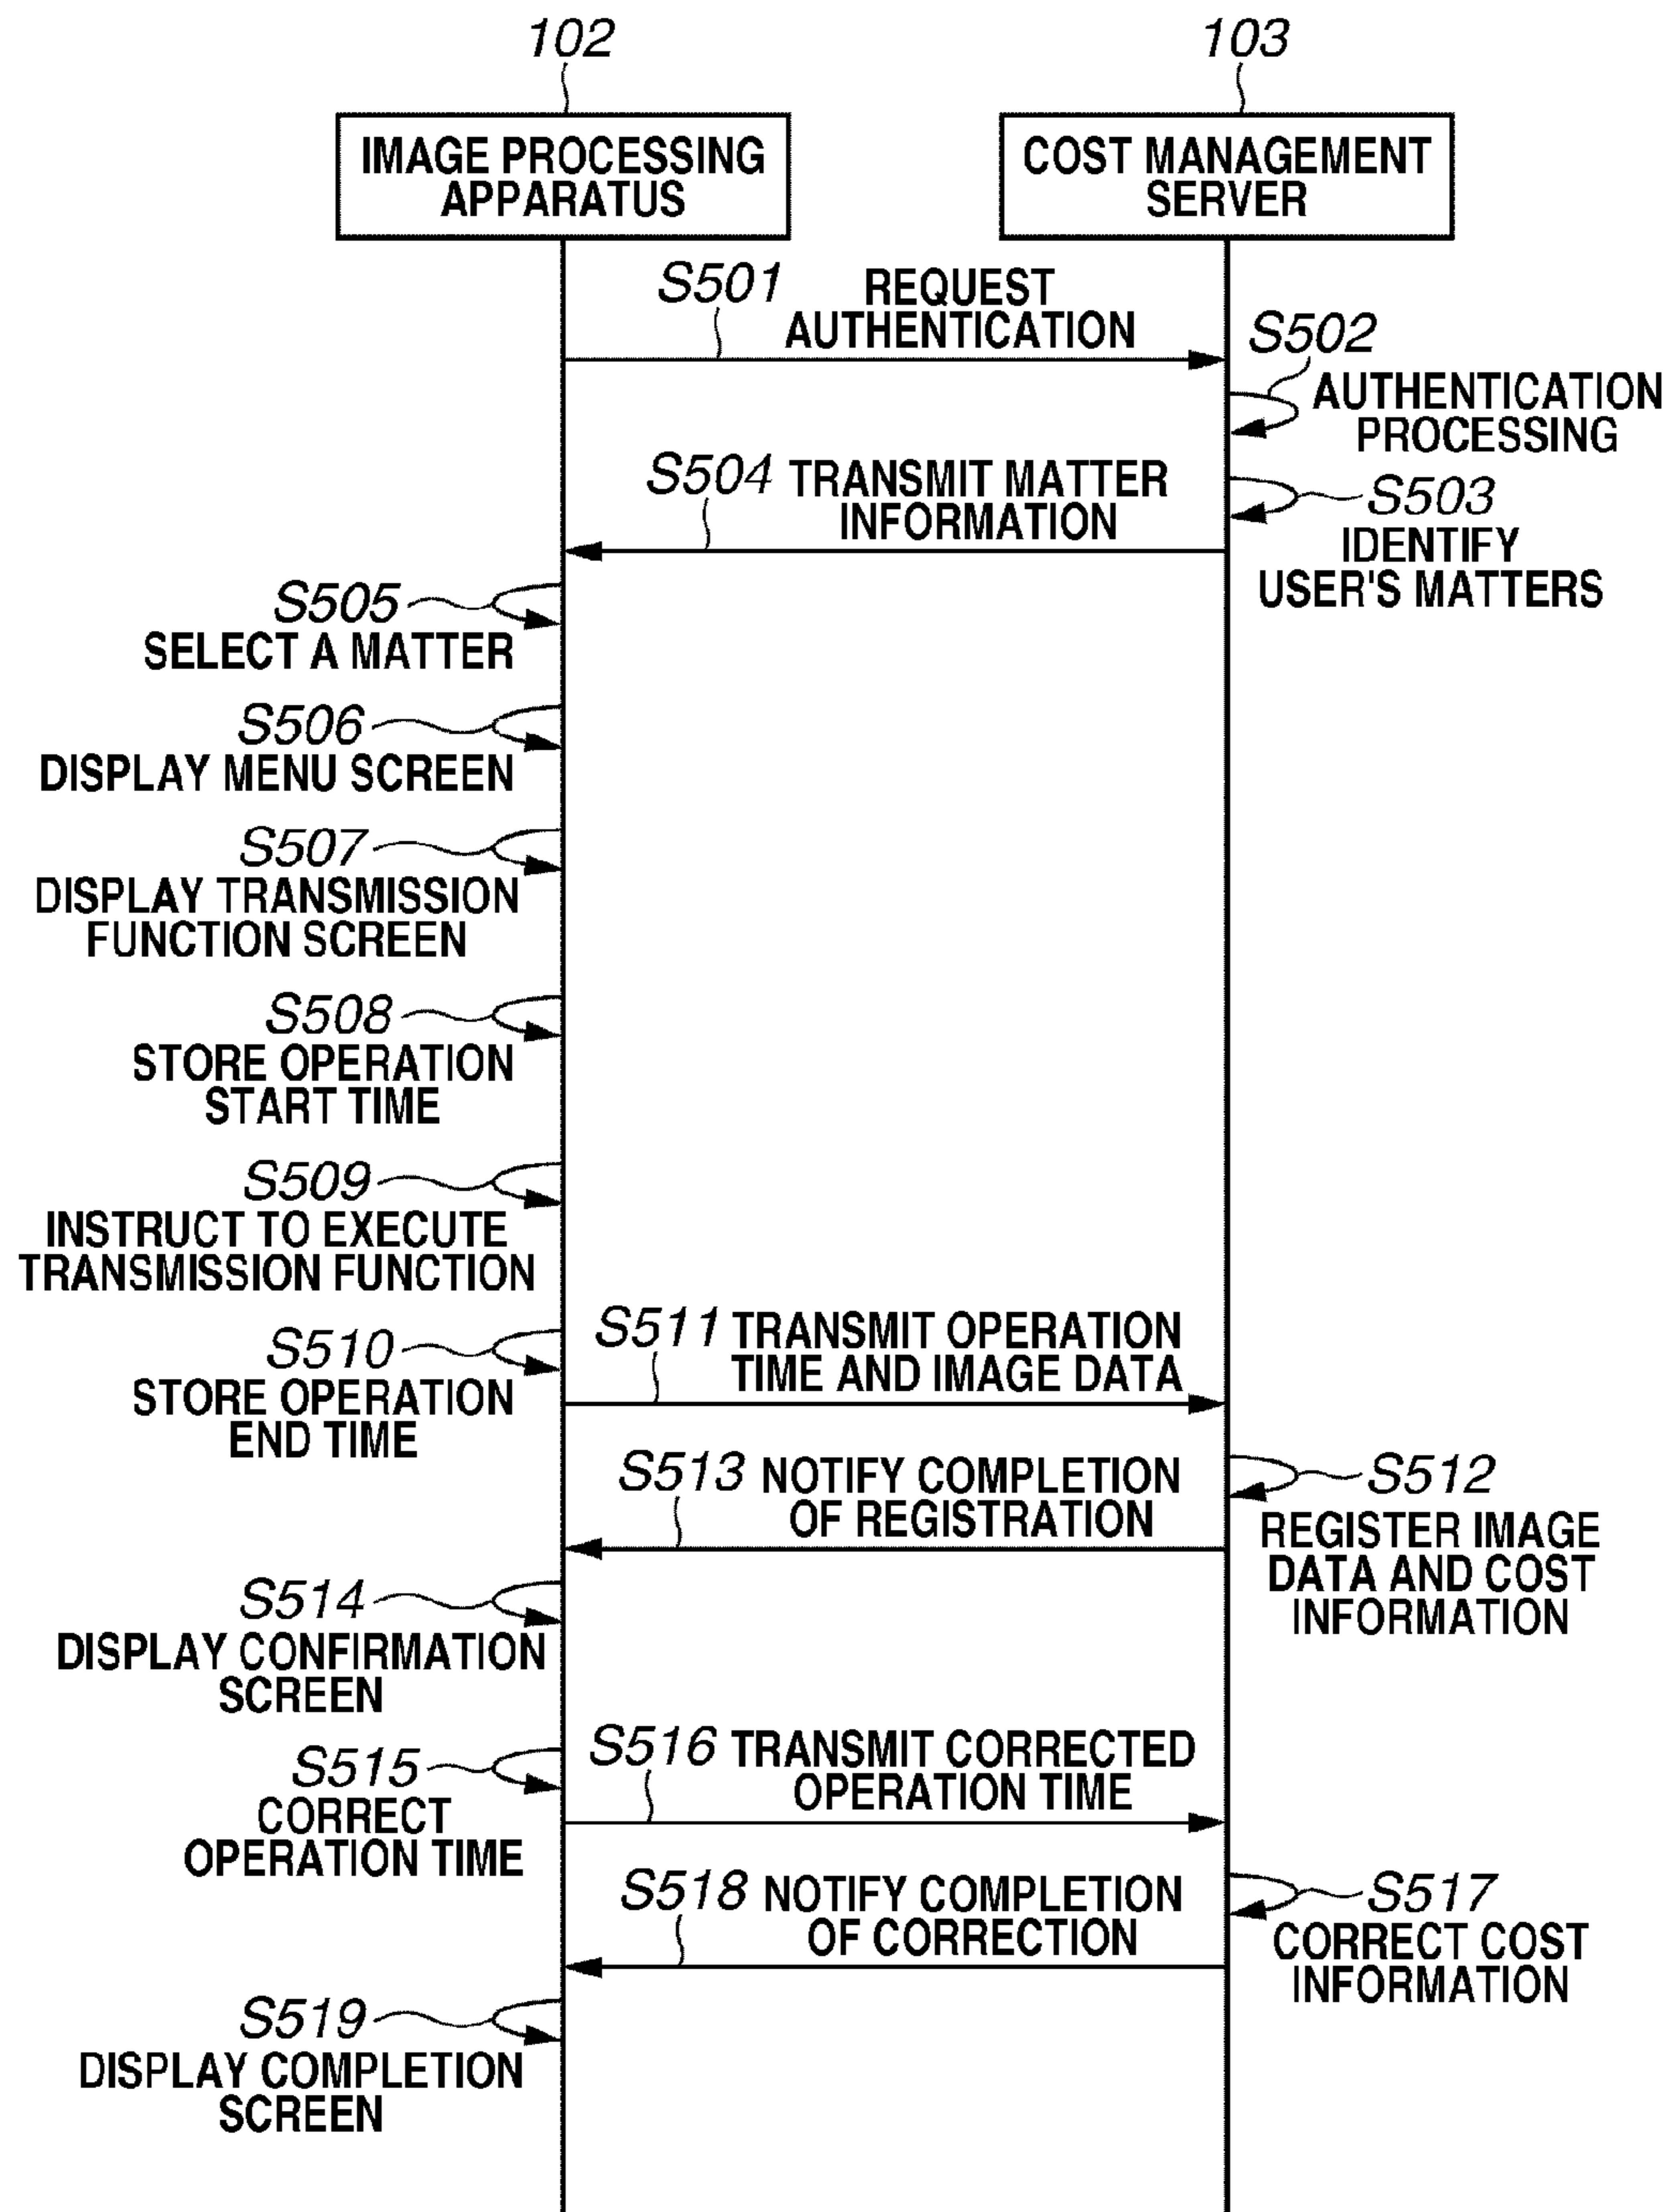 102
103
IMAGE PROCESSING
APPARATUS
COST MANAGEMENT
SERVER
S501
REQUEST
AUTHENTICATION
S502
AUTHENTICATION
PROCESSING
S503
IDENTIFY
USER'S MATTERS
S504
TRANSMIT MATTER
INFORMATION
S505
SELECT A MATTER
S506
DISPLAY MENU SCREEN
S507
DISPLAY TRANSMISSION
FUNCTION SCREEN
S508
STORE OPERATION
START TIME
S509
INSTRUCT TO EXECUTE
TRANSMISSION FUNCTION
S510
STORE OPERATION
END TIME
S511
TRANSMIT OPERATION
TIME AND IMAGE DATA
S512
REGISTER IMAGE
DATA AND COST
INFORMATION
S513
NOTIFY COMPLETION
OF REGISTRATION
S514
DISPLAY CONFIRMATION
SCREEN
S515
CORRECT
OPERATION TIME
S516
TRANSMIT CORRECTED
OPERATION TIME
S517
CORRECT COST
INFORMATION
S518
NOTIFY COMPLETION
OF CORRECTION
S519
DISPLAY COMPLETION
SCREEN